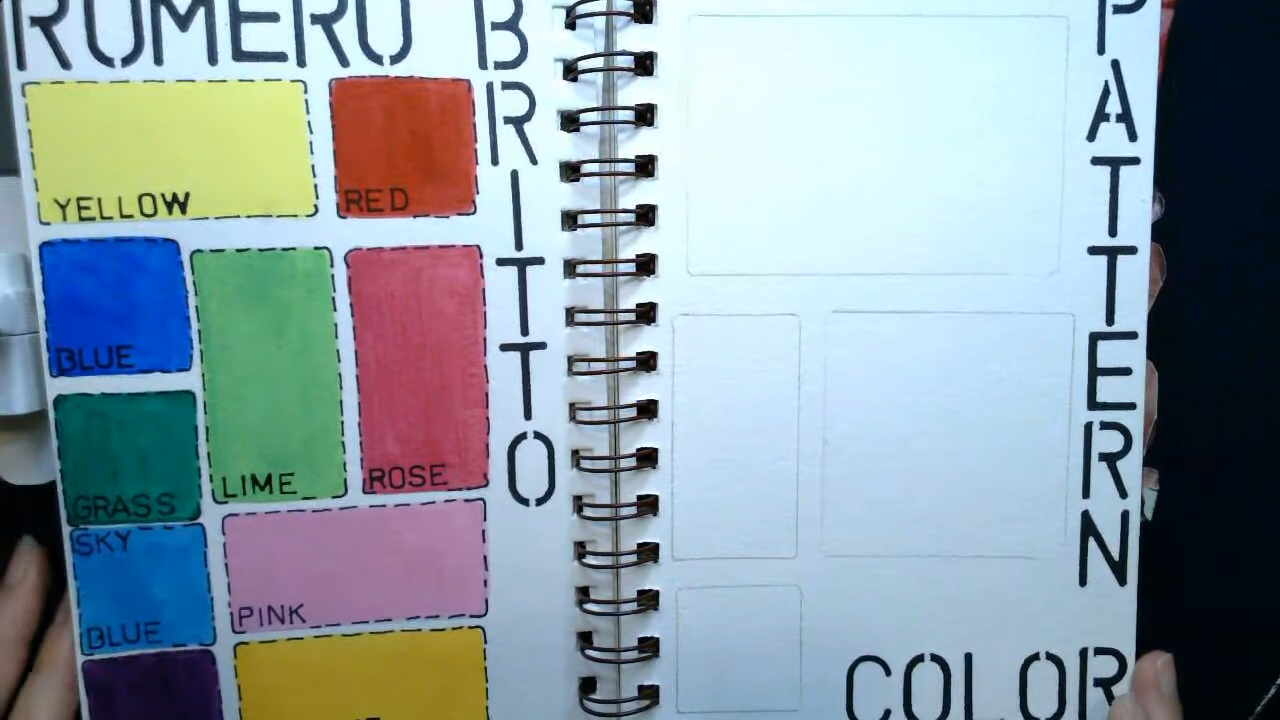 ROMERO BRITTO
YELLOW
RED
BLUE
LIME
ROSE
GRASS
SKY
BLUE
PINK
PATTERN
COLOR